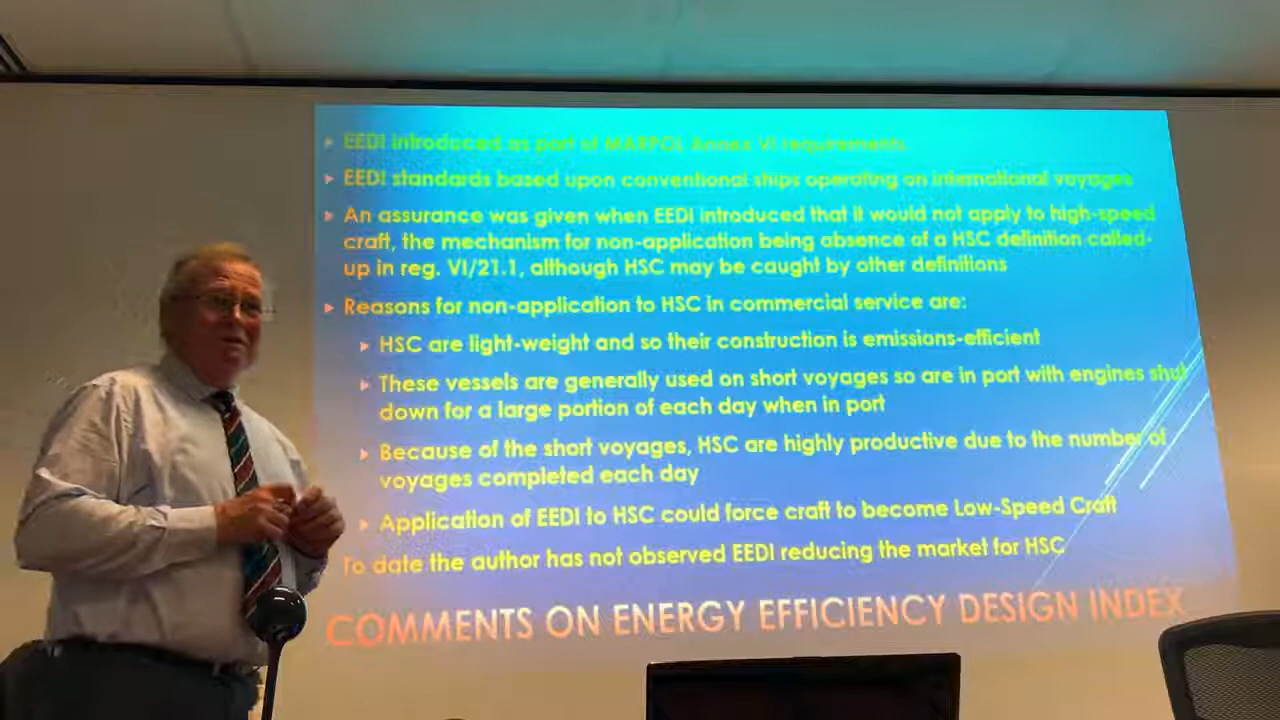 EEDI introduced as part of MARPOL Annex VI requirements
EEDI standards based upon conventional ships operating on international voyages
An assurance was given when EEDI introduced that it would not apply to high-speed
craft, the mechanism for non-application being absence of a HSC definition called-
up in reg. VI/21.1, although HSC may be caught by other definitions
Reasons for non-application to HSC in commercial service are:
HSC are light-weight and so their construction is emissions-efficient
These vessels are generally used on short voyages so are in port with engines shut
down for a large portion of each day when in port
Because of the short voyages, HSC are highly productive due to the number of
voyages completed each day
Application of EEDI to HSC could force craft to become Low-Speed Craft
To date the author has not observed EEDI reducing the market for HSC
COMMENTS ON ENERGY EFFICIENCY DESIGN INDEX